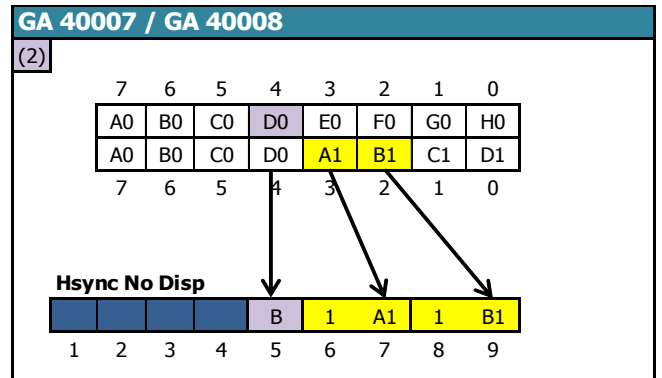 GA 40007 / GA 40008
(2)
7 6 5 4 3 2 1 0
A0 B0 C0 D0 E0 F0 G0 H0
A0 B0 C0 D0 A1 B1 C1 D1
7 6 5 4 3 2 1 0
Hsync No Disp
B 1 A1 1 B1
1 2 3 4 5 6 7 8 9